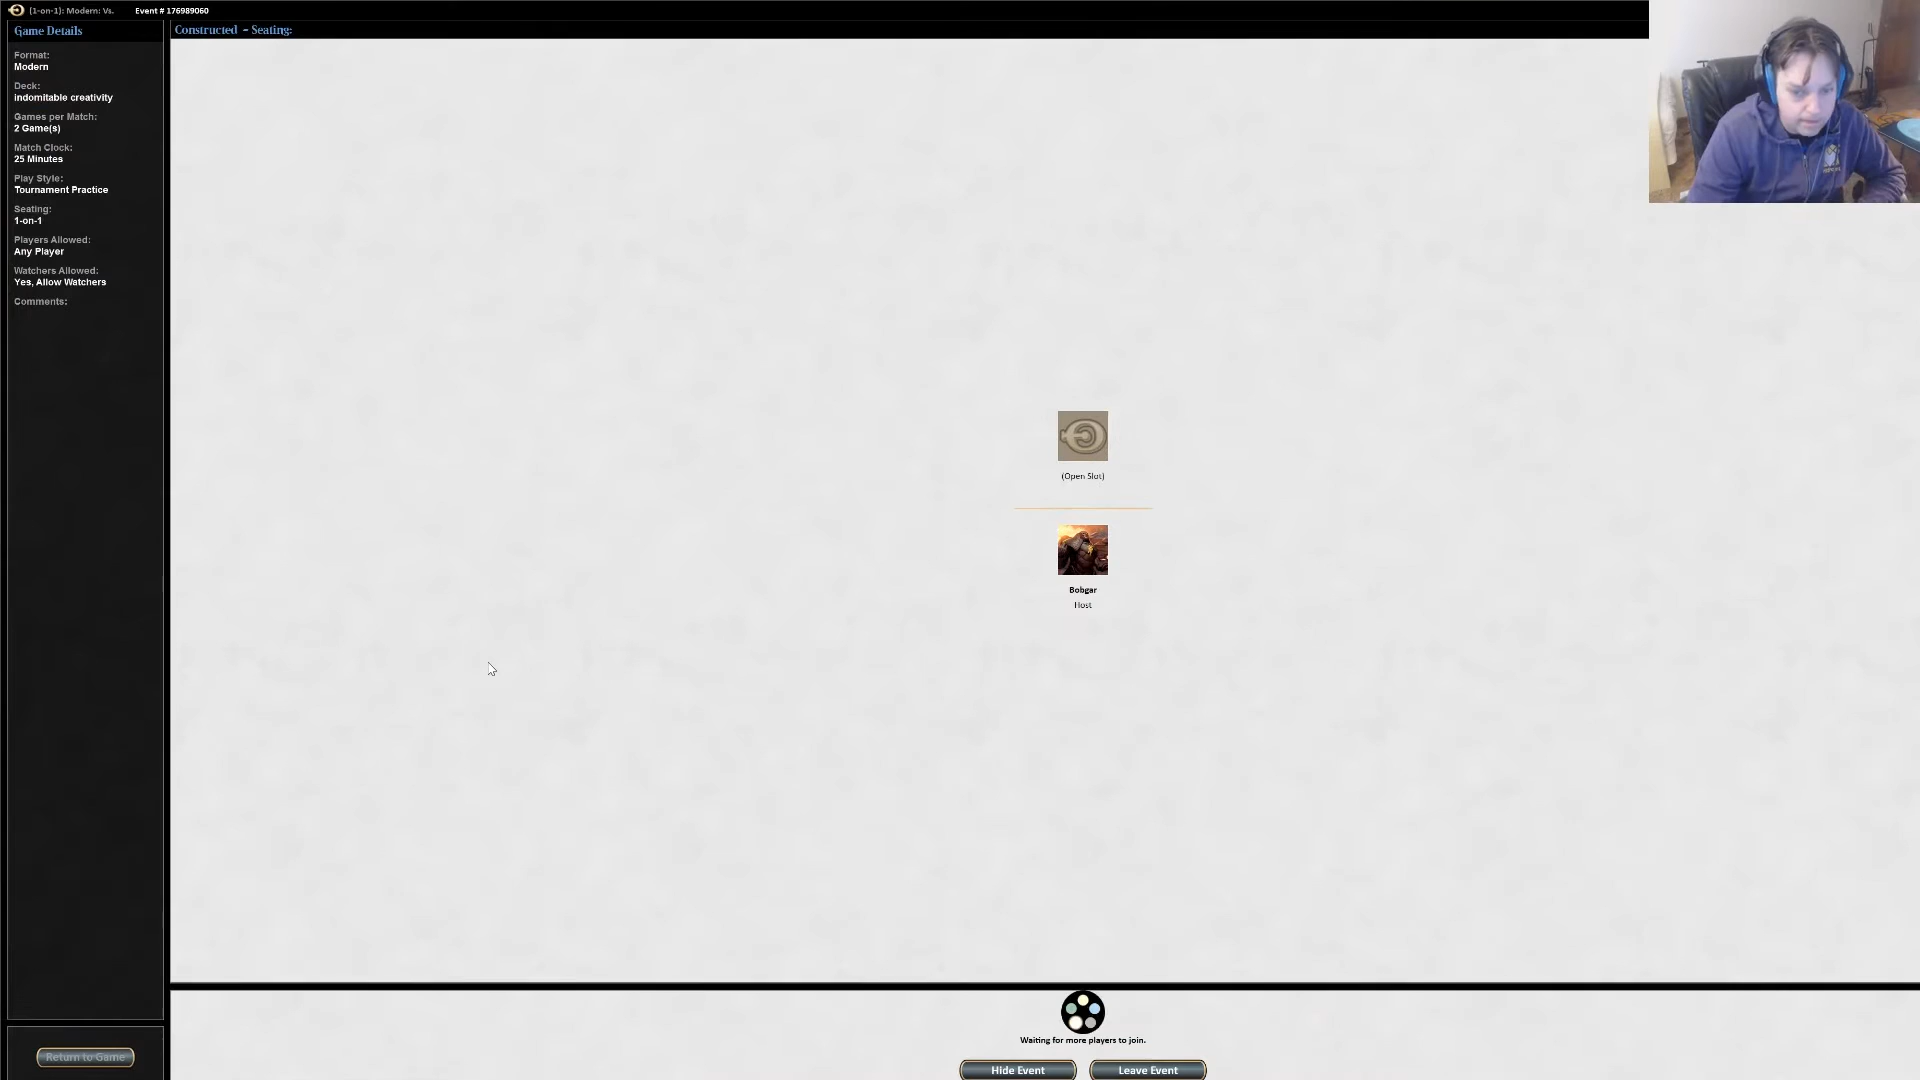 [1-on-1]: Modern: Vs. Event # 176989060
Game Details
Format:
Modern
Deck:
indomitable creativity
Games per Match:
2 Game(s)
Match Clock:
25 Minutes
Play Style:
Tournament Practice
Seating:
1-on-1
Players Allowed:
Any Player
Watchers Allowed:
Yes, Allow Watchers
Comments:
Return to Game
Constructed - Seating:
(Open Slot)
Bobgar
Host
Waiting for more players to join.
Hide Event Leave Event